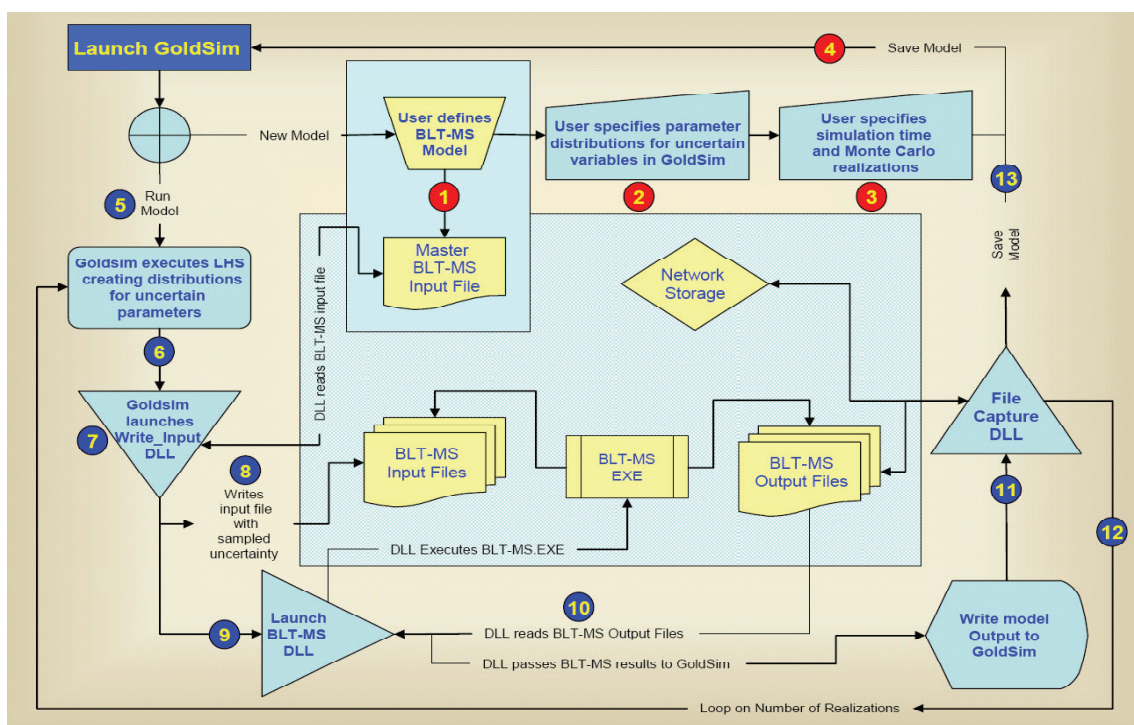 Launch GoldSim
4
Save Model
New Model
User defines
BLT-MS
Model
User specifies parameter
distributions for uncertain
variables in GoldSim
User specifies
simulation time
and Monte Carlo
realizations
5
Run
Model
1
2
3
13
Save
Model
Goldsim executes LHS
creating distributions
for uncertain
parameters
Master
BLT-MS
Input File
Network
Storage
DLL reads BLT-MS input file
6
Goldsim
launches
Write_Input
DLL
7
8
Writes
input file
with
sampled
uncertainty
BLT-MS
Input Files
BLT-MS
EXE
BLT-MS
Output Files
File
Capture
DLL
11
12
DLL Executes BLT-MS.EXE
9
Launch
BLT-MS
DLL
10
DLL reads BLT-MS Output Files
DLL passes BLT-MS results to GoldSim
Write model
Output to
GoldSim
Loop on Number of Realizations